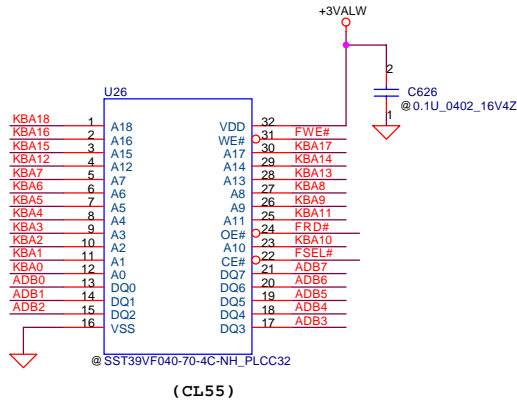 +3VALW
2
C626
@0.1U_0402_16V4Z
1
U26
KBA18 1 A18 VDD 32
KBA16 2 A16 WE# 31 FWE#
KBA15 3 A15 A17 30 KBA17
KBA12 4 A12 A14 29 KBA14
KBA7 5 A7 A13 28 KBA13
KBA6 6 A6 A8 27 KBA8
KBA5 7 A5 A9 26 KBA9
KBA4 8 A4 A11 25 KBA11
KBA3 9 A3 OE# 24 FRD#
KBA2 10 A2 A10 23 KBA10
KBA1 11 A1 CE# 22 FSEL#
KBA0 12 A0 DQ7 21 ADB7
ADB0 13 DQ0 DQ6 20 ADB6
ADB1 14 DQ1 DQ5 19 ADB5
ADB2 15 DQ2 DQ4 18 ADB4
16 VSS DQ3 17 ADB3
@SST39VF040-70-4C-NH_PLCC32
(CL55)